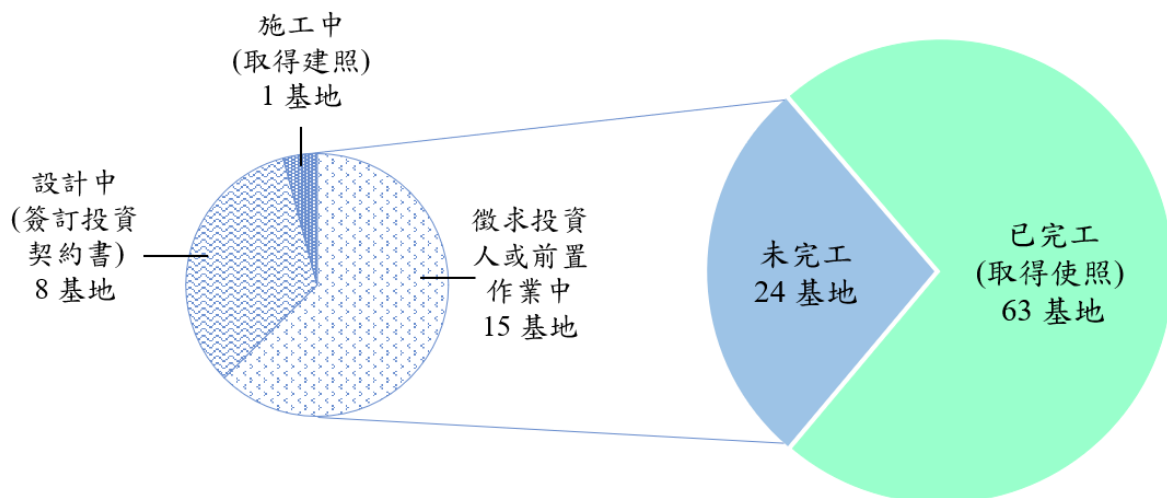 施工中
(取得建照)
1 基地
設計中
(簽訂投資
契約書)
8 基地
徵求投資
人或前置
作業中
15 基地
未完工
24 基地
已完工
(取得使照)
63 基地